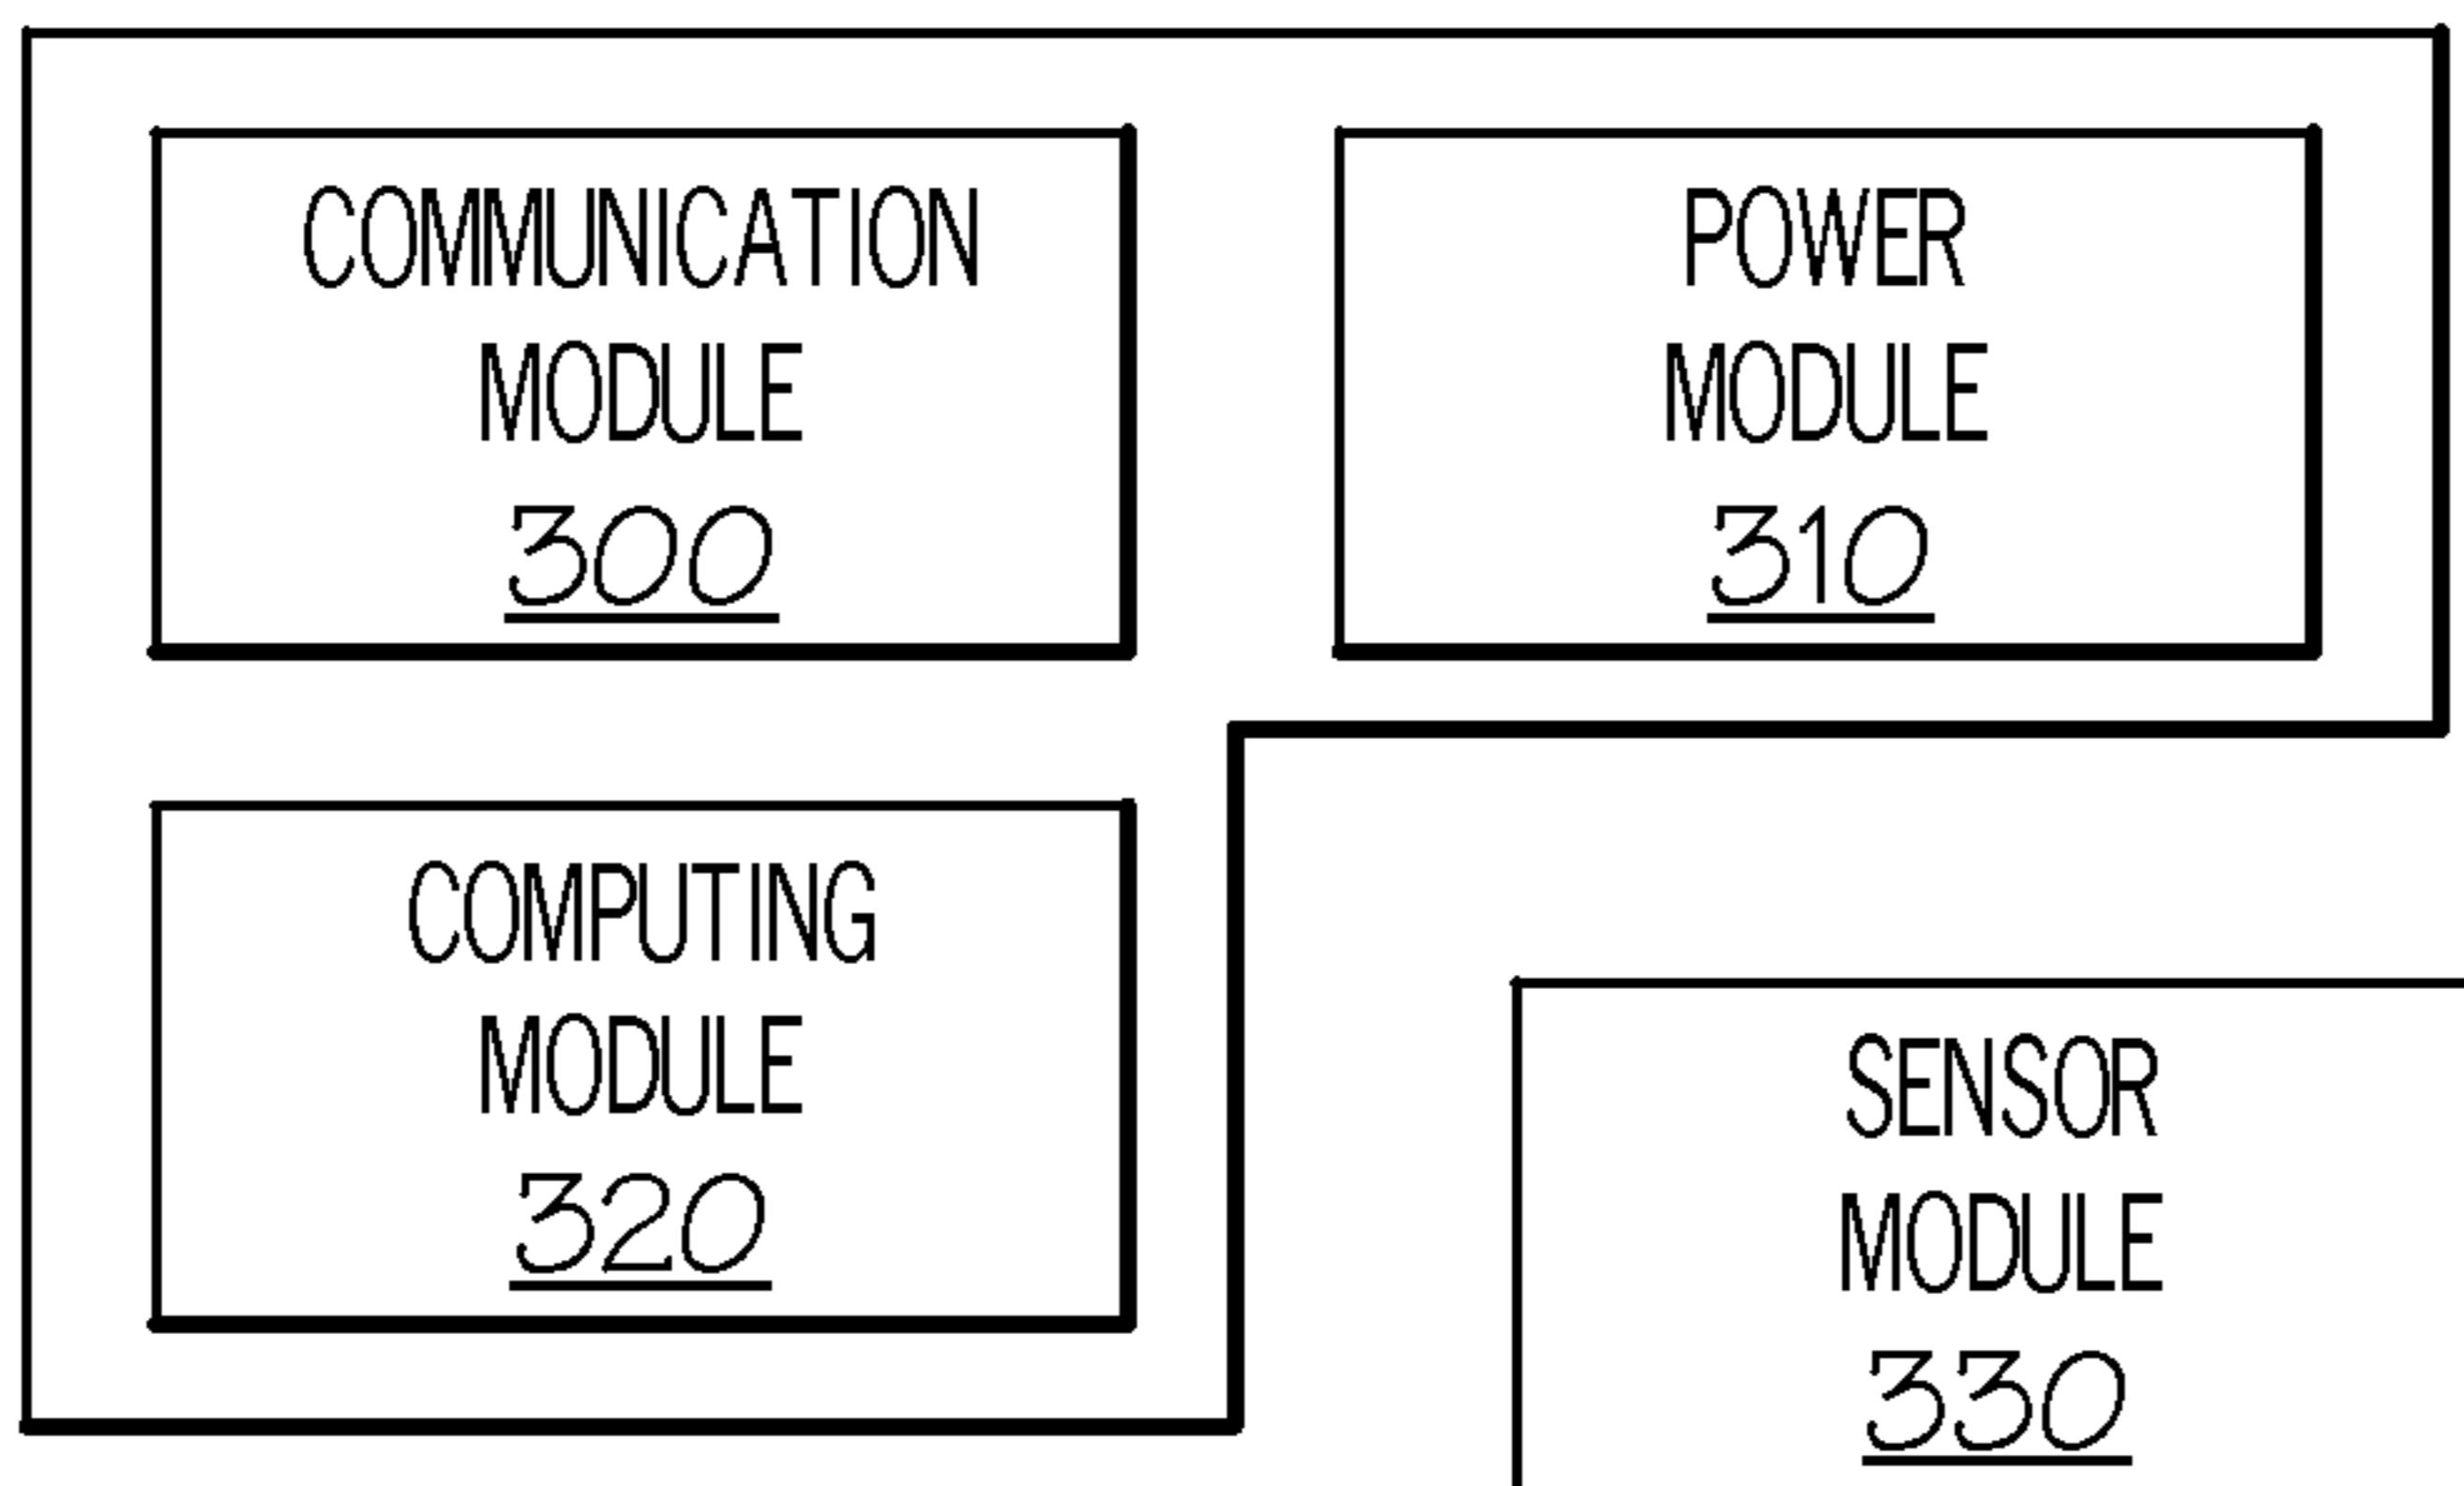 COMMUNICATION
MODULE
300
POWER
MODULE
310
COMPUTING
MODULE
320
SENSOR
MODULE
330